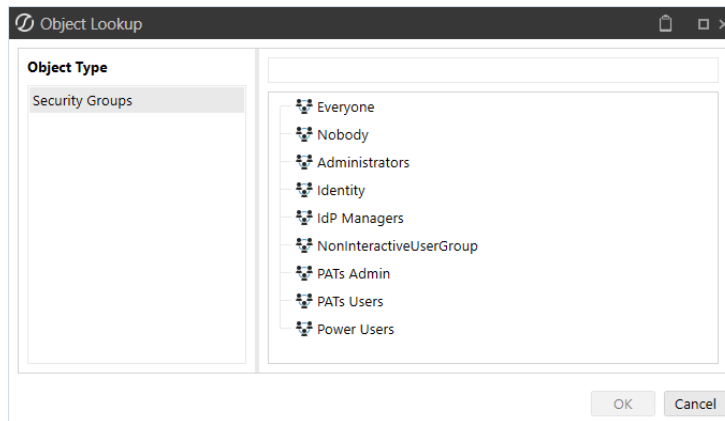 Object Lookup
Object Type
Security Groups
Everyone
Nobody
Administrators
Identity
IdP Managers
NonInteractiveUserGroup
PATs Admin
PATs Users
Power Users
OK
Cancel